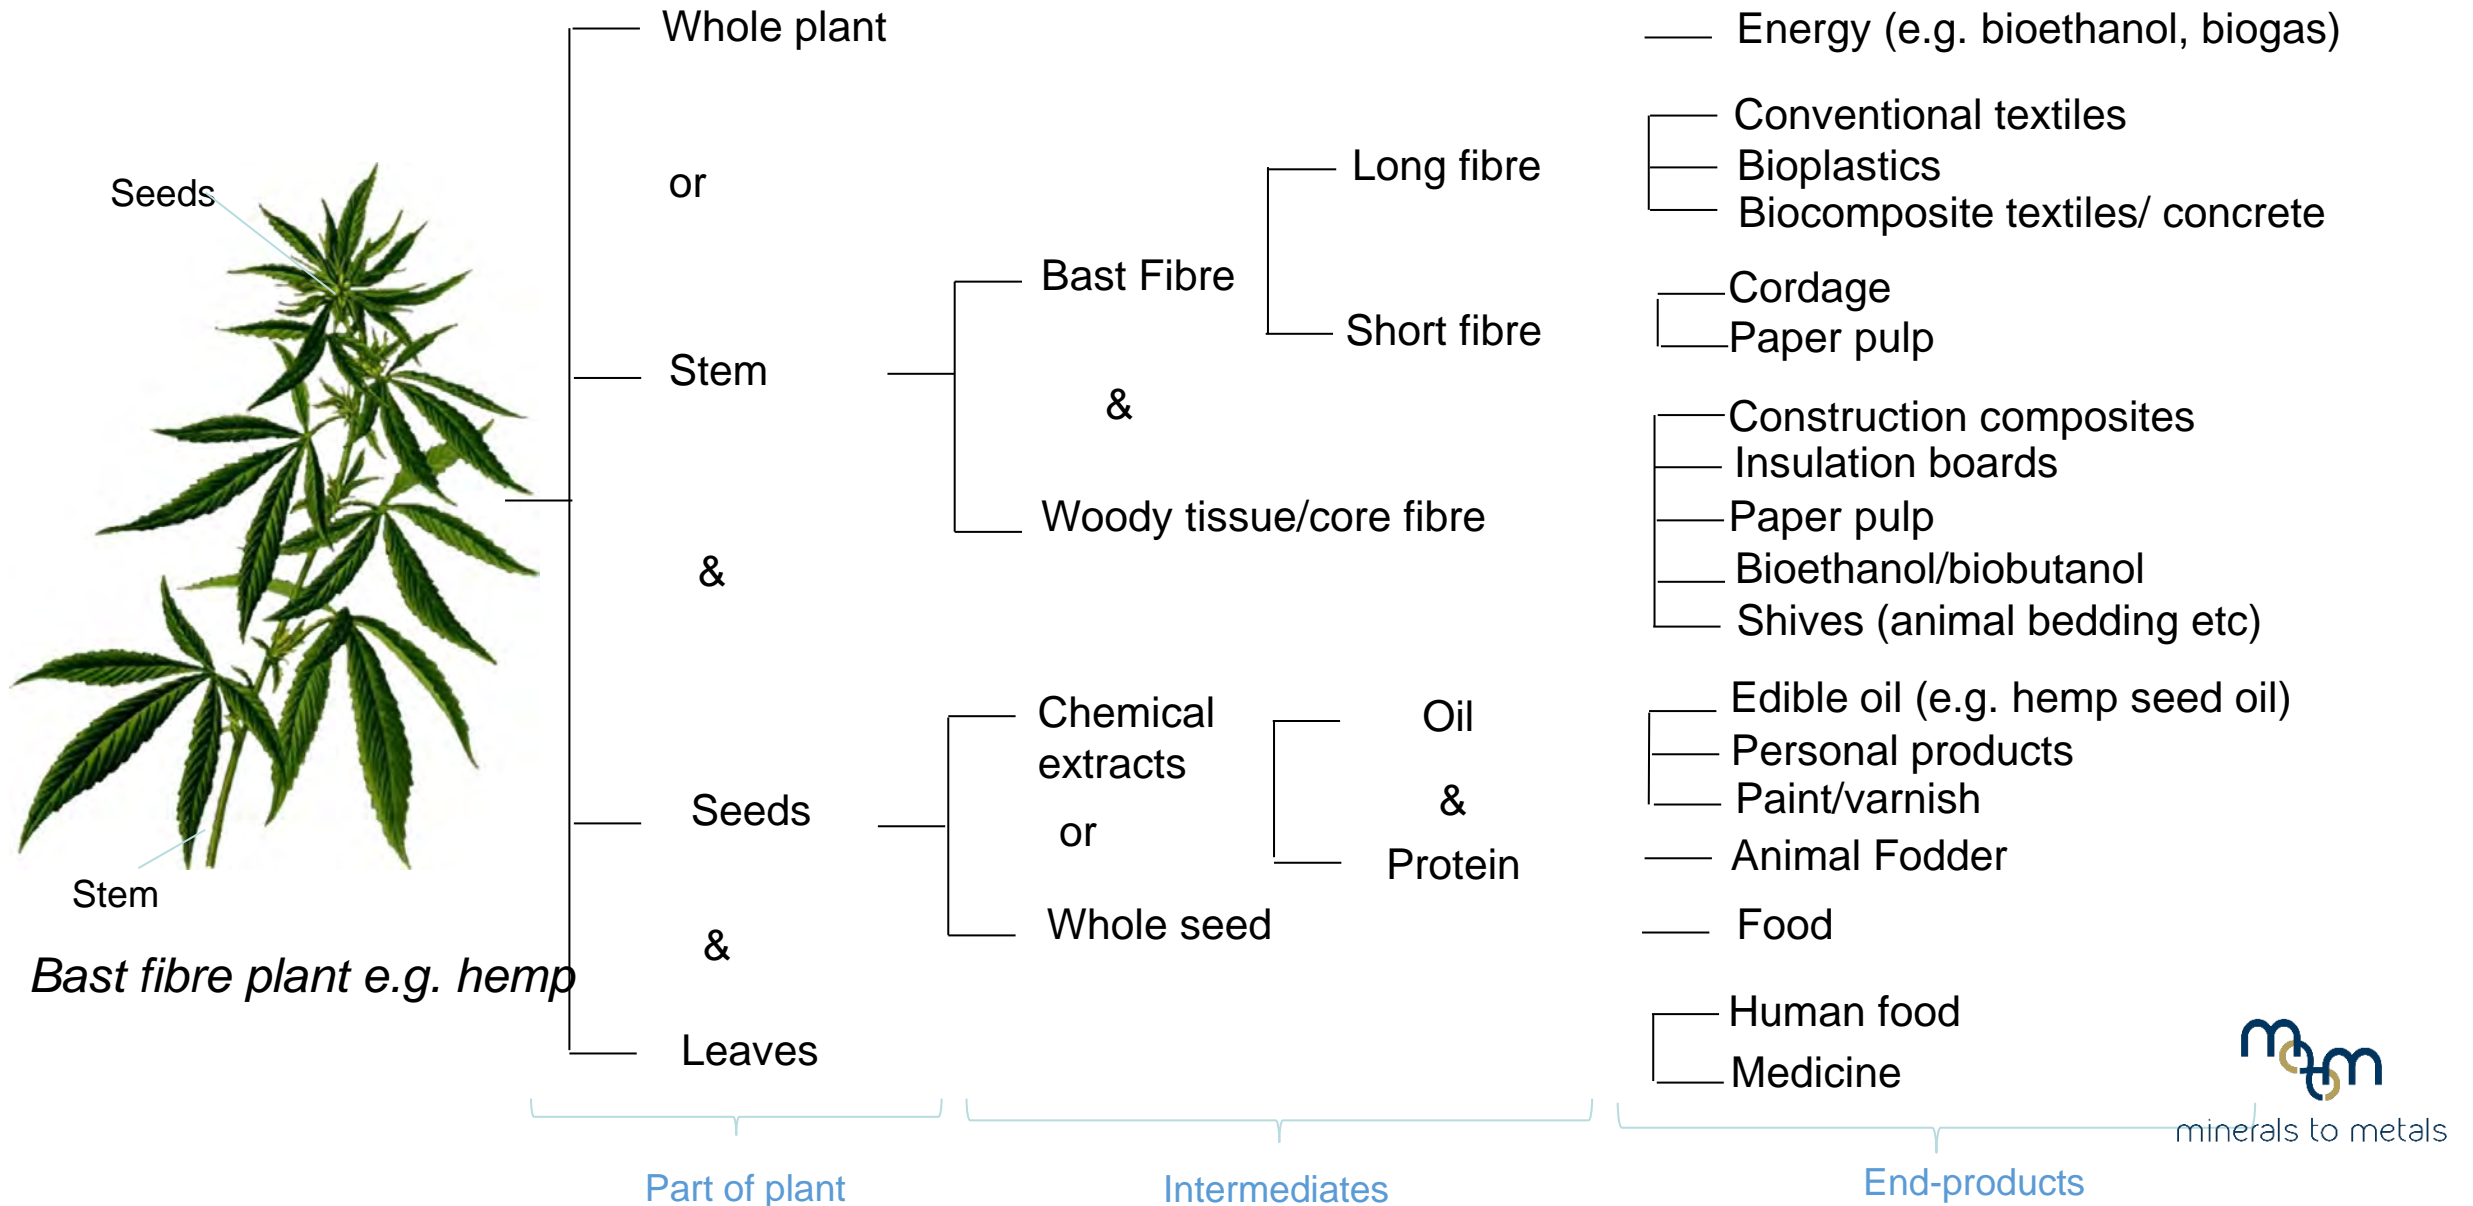 Whole plant
Energy (e.g. bioethanol, biogas)
Conventional textiles
Seeds
or
Long fibre
Bioplastics
Biocomposite textiles/ concrete
Bast Fibre
Cordage
Short fibre
Paper pulp
Stem
&
Construction composites
Insulation boards
Woody tissue/core fibre
Paper pulp
&
Bioethanol/biobutanol
Shives (animal bedding etc)
Chemical
extracts
Oil
Edible oil (e.g. hemp seed oil)
Personal products
Seeds
or
&
Paint/varnish
Protein
Animal Fodder
Stem
&
Whole seed
Food
Bast fibre plant e.g. hemp
Leaves
Human food
Medicine
mtom
minerals to metals
Part of plant
Intermediates
End-products